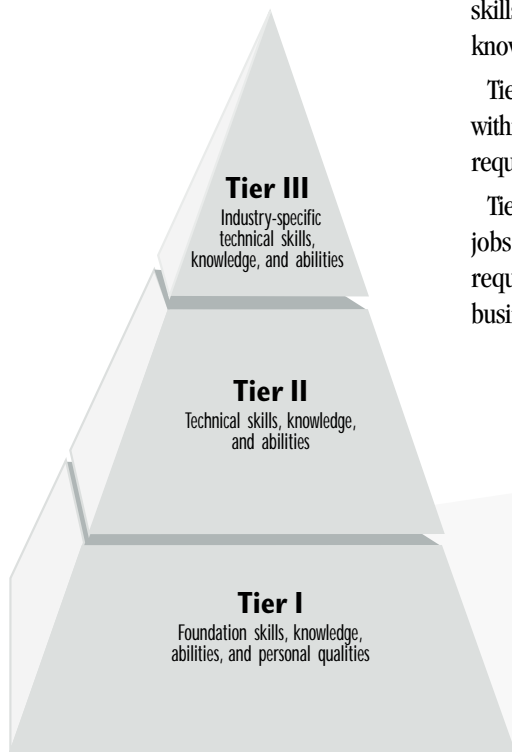 skills
know
Tie
with
requ
Tie
jobs
requ
busi
Tier III
Industry-specific
technical skills,
knowledge, and abilities
Tier II
Technical skills, knowledge,
and abilities
Tier I
Foundation skills, knowledge,
abilities, and personal qualities